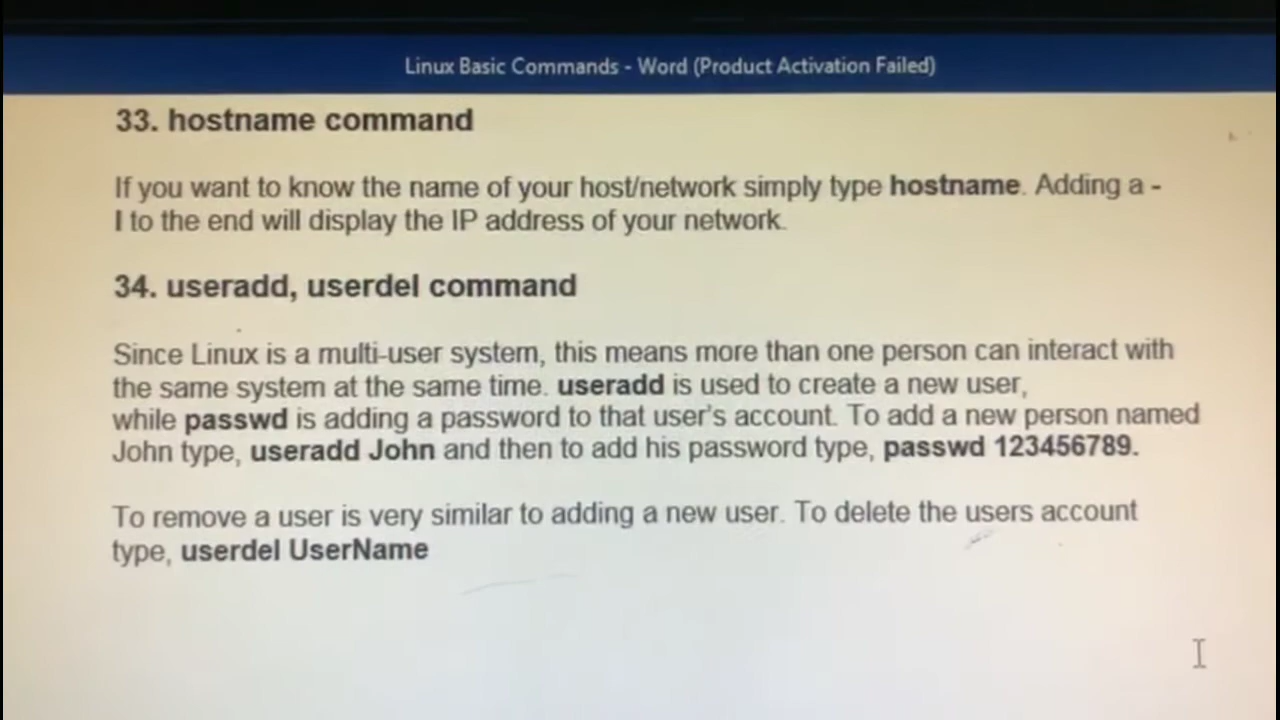 Linux Basic Commands - Word (Product Activation Failed)
33. hostname command
If you want to know the name of your host/network simply type hostname. Adding a -
I to the end will display the IP address of your network.
34. useradd, userdel command
Since Linux is a multi-user system, this means more than one person can interact with
the same system at the same time. useradd is used to create a new user,
while passwd is adding a password to that user's account. To add a new person named
John type, useradd John and then to add his password type, passwd 123456789.
To remove a user is very similar to adding a new user. To delete the users account
type, userdel UserName